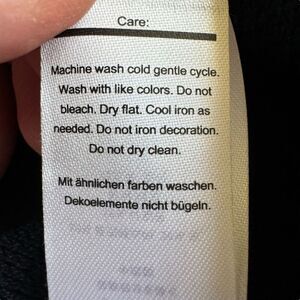 Care:
Machine wash cold gentle cycle.
Wash with like colors. Do not
bleach. Dry flat. Cool iron as
needed. Do not iron decoration.
Do not dry clean.
Mit ähnlichen farben waschen.
Dekoelemente nicht bügeln.